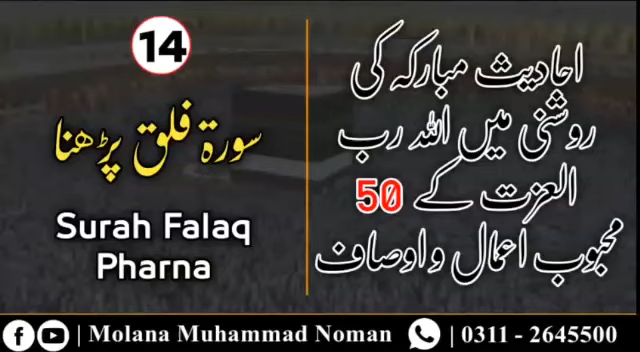 14
سورۃ فلق پڑھنا
Surah Falaq
Pharna
احادیث مبارکہ کی
روشنی میں اللہ رب
العزت کے 50
محبوب اعمال و اوصاف
| Molana Muhammad Noman | 0311 - 2645500